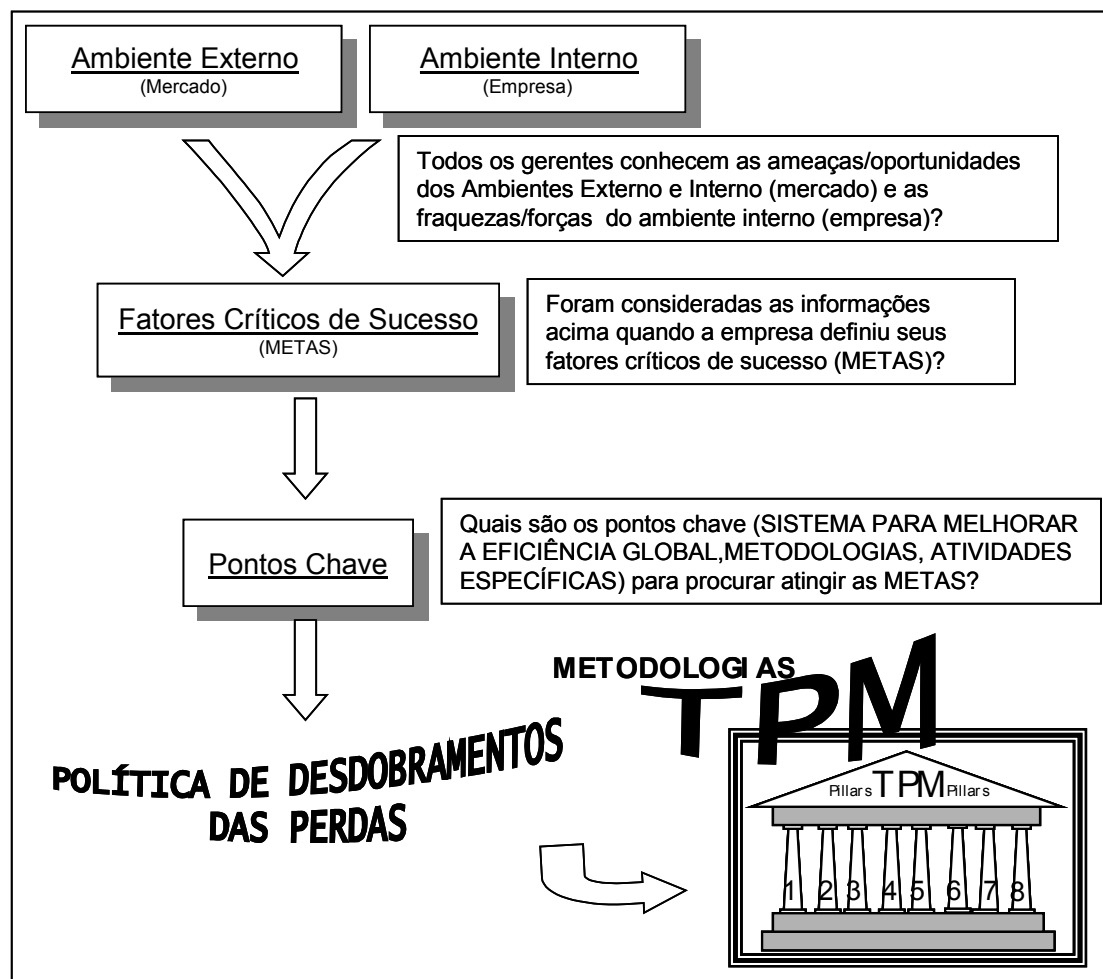 Ambiente Externo
(Mercado)
Ambiente Interno
(Empresa)
Todos os gerentes conhecem as ameaças/oportunidades
dos Ambientes Externo e Interno (mercado) e as
fraquezas/forças do ambiente interno (empresa)?
Fatores Críticos de Sucesso
(METAS)
Foram consideradas as informações
acima quando a empresa definiu seus
fatores críticos de sucesso (METAS)?
Pontos Chave
Quais são os pontos chave (SISTEMA PARA MELHORAR
A EFICIÊNCIA GLOBAL,METODOLOGIAS, ATIVIDADES
ESPECÍFICAS) para procurar atingir as METAS?
METODOLOGIAS
TPM
POLÍTICA DE DESDOBRAMENTOS
DAS PERDAS
Pillars TPM Pillars
1 2 3 4 5 6 7 8